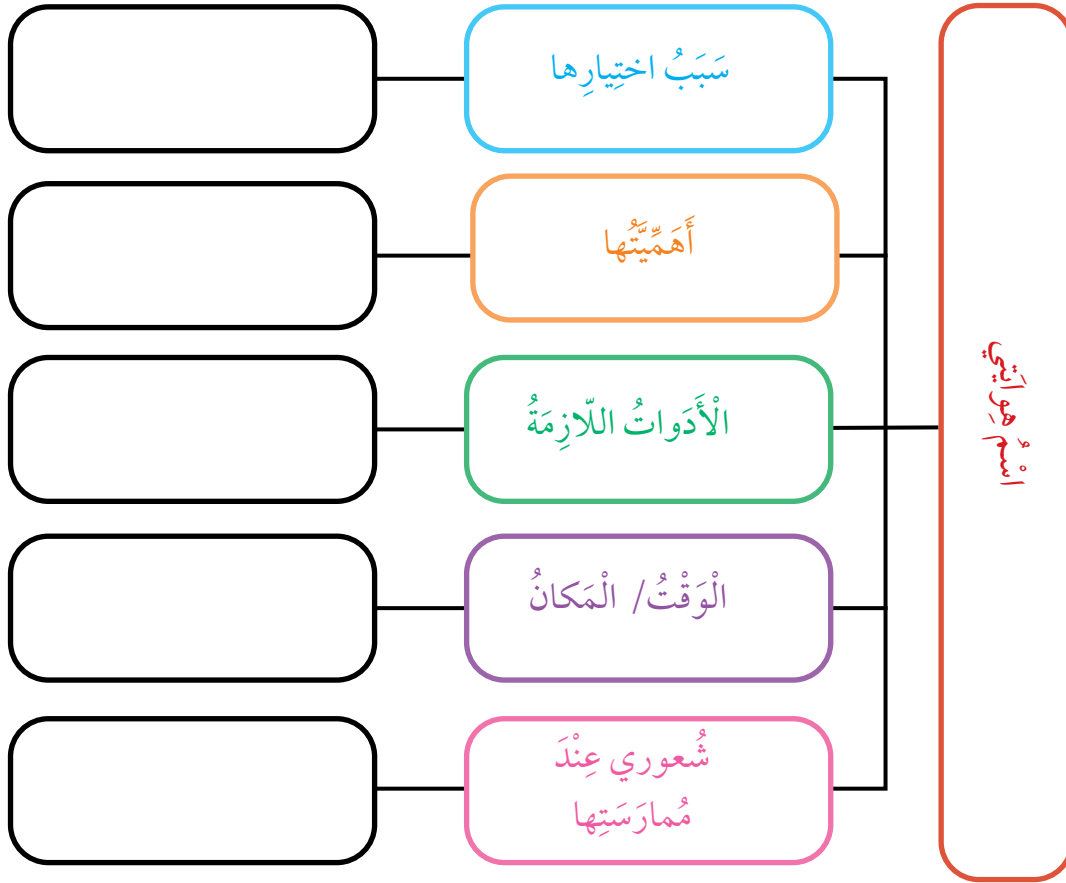 اسْمُ هِوايَتي
سَبَبُ اختِيارِها
أَهَمِّيَّتُها
الْأَدَواتُ اللّازِمَةُ
الْوَقْتُ/ الْمَكانُ
شُعوري عِنْدَ
مُمارَسَتِها